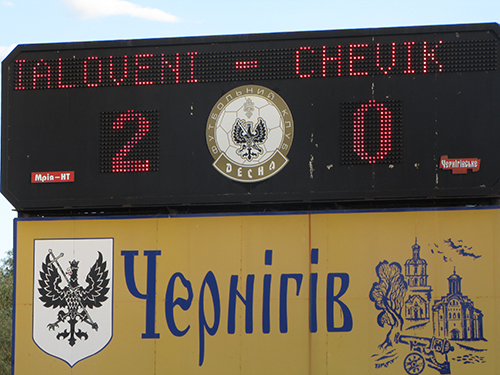 IALOVENI - CHEVIK
2 0
ФУТБОЛЬНИЙ КЛУБ
ДЕСНА
Мрія-НТ
Чернігівське
Чернігів